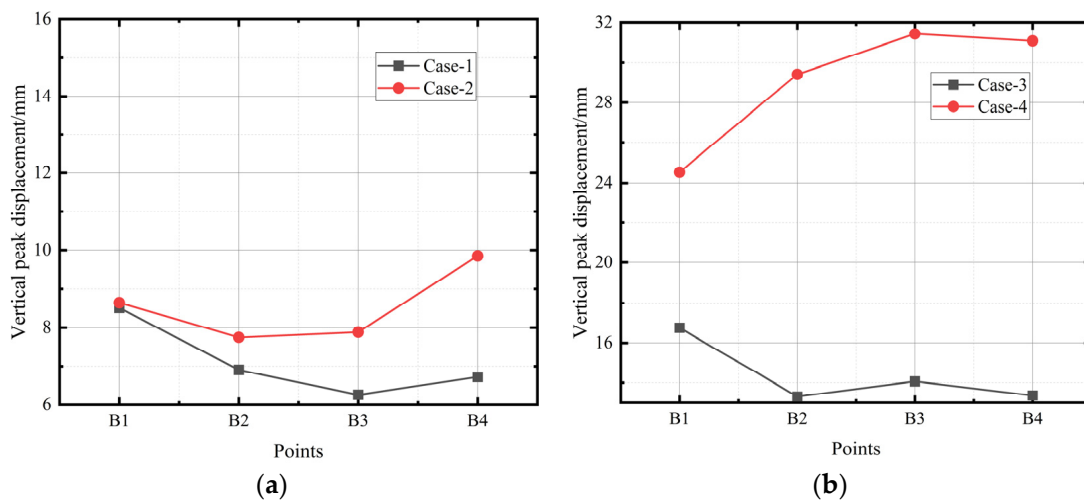 16
14
12
10
8
6
Vertical peak displacement/mm
Case-1
Case-2
B1 B2 B3 B4
Points
(a)
32
28
24
20
16
Vertical peak displacement/mm
Case-3
Case-4
B1 B2 B3 B4
Points
(b)